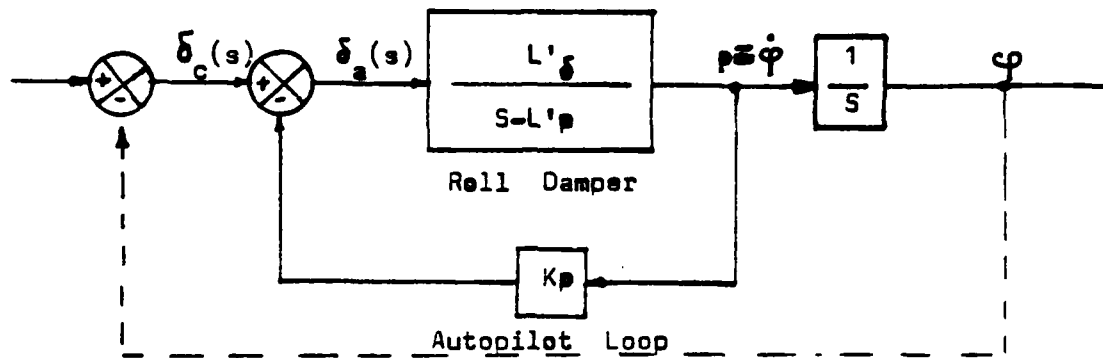 δc(s)
δa(s)
L'δ
S-L'p
p≡φ̇
1
S
φ
+
-
+
-
Roll Damper
Kp
Autopilot Loop